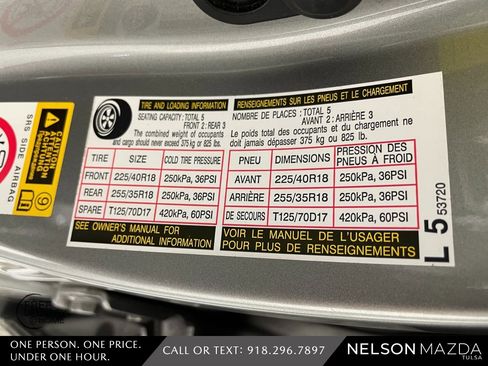 TIRE AND LOADING INFORMATION
SEATING CAPACITY: TOTAL 5
FRONT 2 : REAR 3
The combined weight of occupants
and cargo should never exceed 375 kg or 825 lbs.
TIRE SIZE COLD TIRE PRESSURE
FRONT 225/40R18 250kPa, 36PSI
REAR 255/35R18 250kPa, 36PSI
SPARE T125/70D17 420kPa, 60PSI
SEE OWNER'S MANUAL FOR
ADDITIONAL INFORMATION
RENSEIGNEMENTS SUR LES PNEUS ET LE CHARGEMENT
NOMBRE DE PLACES : TOTAL 5
AVANT 2 : ARRIÈRE 3
Le poids total des occupants et du chargement ne
doit jamais dépasser 375 kg ou 825 lb.
PNEU DIMENSIONS PRESSION DES
PNEUS À FROID
AVANT 225/40R18 250kPa, 36PSI
ARRIÈRE 255/35R18 250kPa, 36PSI
DE SECOURS T125/70D17 420kPa, 60PSI
VOIR LE MANUEL DE L'USAGER
POUR PLUS DE RENSEIGNEMENTS
L 5 53720
SRS SIDE AIRBAG
CAUTION
9
ONE PERSON. ONE PRICE.
UNDER ONE HOUR.
CALL OR TEXT: 918.296.7897
NELSON MAZDA
TULSA